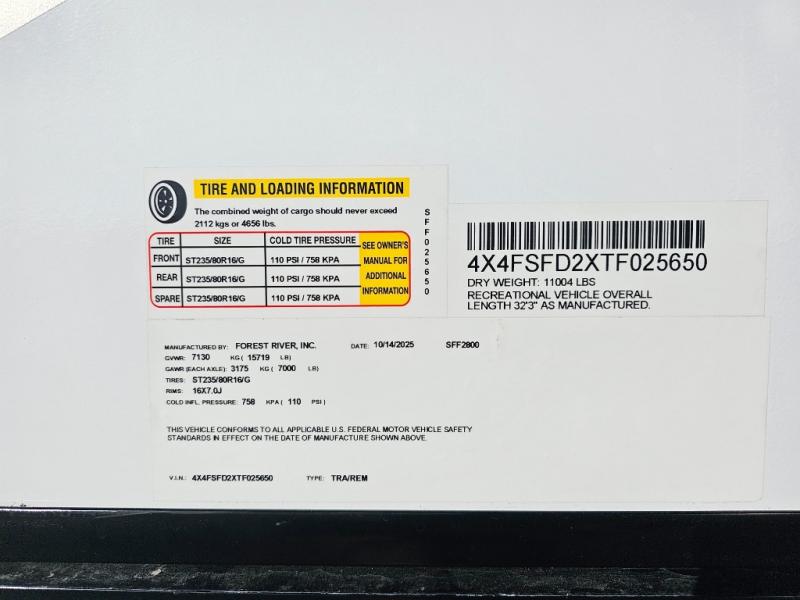 TIRE AND LOADING INFORMATION
The combined weight of cargo should never exceed
2112 kgs or 4656 lbs.
TIRE SIZE COLD TIRE PRESSURE SEE OWNER'S MANUAL FOR ADDITIONAL INFORMATION
FRONT ST235/80R16/G 110 PSI / 758 KPA
REAR ST235/80R16/G 110 PSI / 758 KPA
SPARE ST235/80R16/G 110 PSI / 758 KPA
SFF025650
4X4FSFD2XTF025650
DRY WEIGHT: 11004 LBS
RECREATIONAL VEHICLE OVERALL
LENGTH 32'3" AS MANUFACTURED.
MANUFACTURED BY: FOREST RIVER, INC. DATE: 10/14/2025 SFF2800
GVWR: 7130 KG ( 15719 LB)
GAWR (EACH AXLE): 3175 KG ( 7000 LB)
TIRES: ST235/80R16/G
RIMS: 16X7.0J
COLD INFL. PRESSURE: 758 KPA ( 110 PSI )
THIS VEHICLE CONFORMS TO ALL APPLICABLE U.S. FEDERAL MOTOR VEHICLE SAFETY
STANDARDS IN EFFECT ON THE DATE OF MANUFACTURE SHOWN ABOVE.
V.I.N.: 4X4FSFD2XTF025650 TYPE: TRA/REM